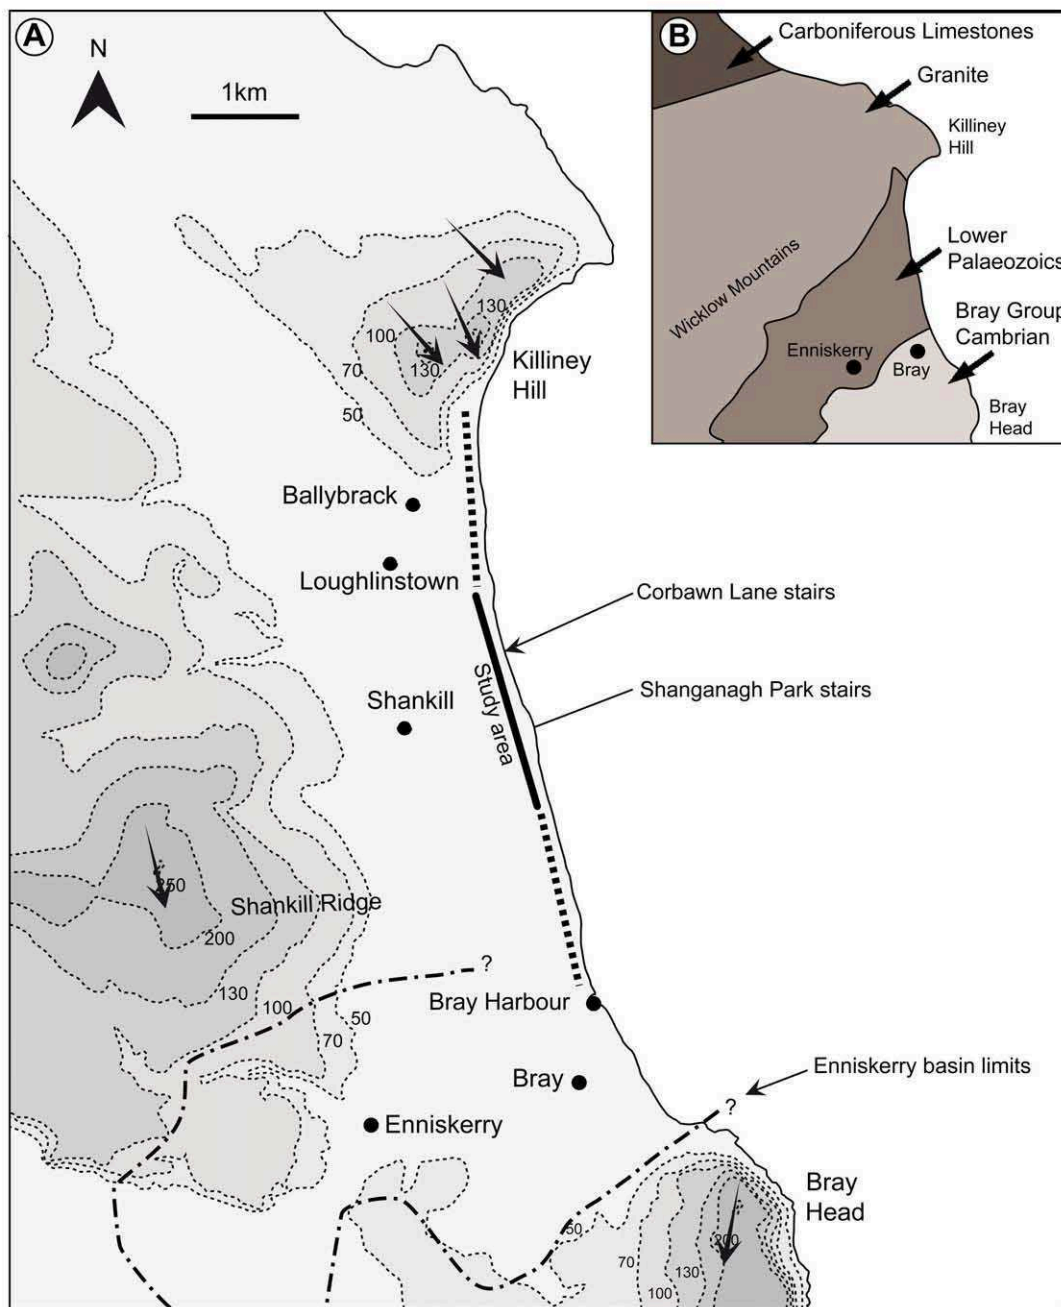 A
N
1km
130
100
130
70
50
Killiney
Hill
Ballybrack
Loughlinstown
Corbawn Lane stairs
Study area
Shanganagh Park stairs
Shankill
250
Shankill Ridge
200
130
100
50
70
?
Bray Harbour
Bray
Enniskerry basin limits
?
Enniskerry
Bray
Head
50
70
100
130
200
B
Carboniferous Limestones
Granite
Killiney
Hill
Lower
Palaeozoics
Wicklow Mountains
Bray Group
Cambrian
Enniskerry
Bray
Bray
Head